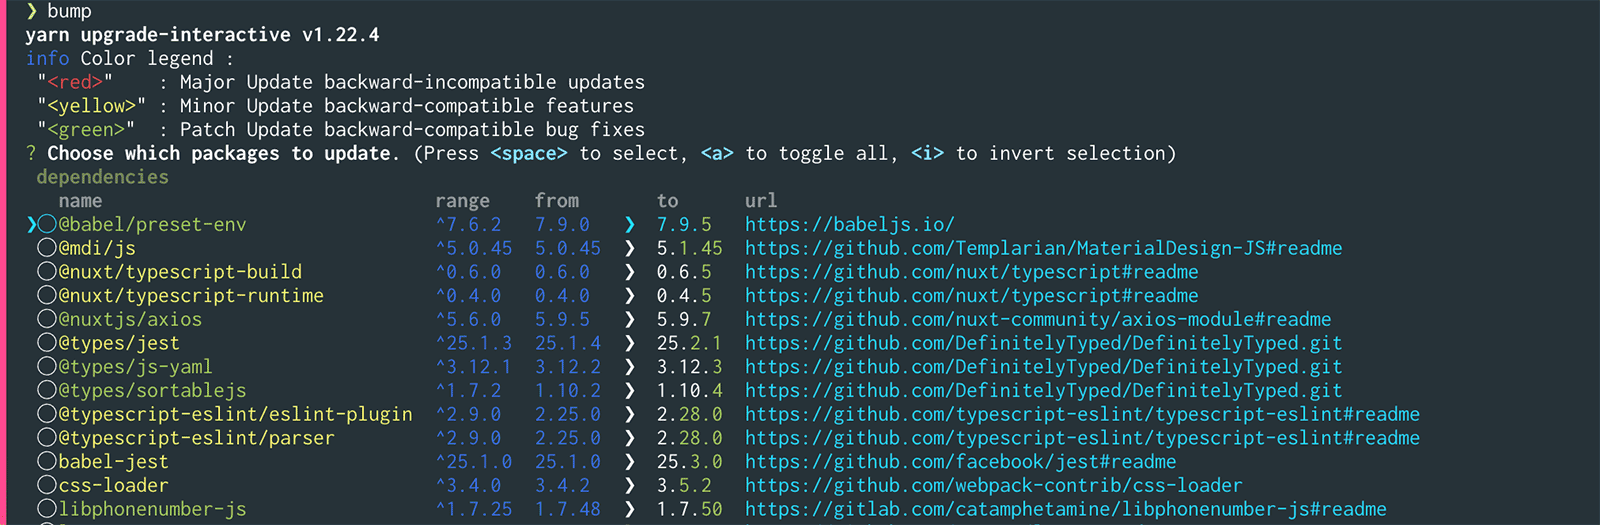 ❯ bump
yarn upgrade-interactive v1.22.4
info Color legend :
"<red>" : Major Update backward-incompatible updates
"<yellow>" : Minor Update backward-compatible features
"<green>" : Patch Update backward-compatible bug fixes
? Choose which packages to update. (Press <space> to select, <a> to toggle all, <i> to invert selection)
dependencies
name range from to url
❯◯@babel/preset-env ^7.6.2 7.9.0 ❯ 7.9.5 https://babeljs.io/
◯@mdi/js ^5.0.45 5.0.45 ❯ 5.1.45 https://github.com/Templarian/MaterialDesign-JS#readme
◯@nuxt/typescript-build ^0.6.0 0.6.0 ❯ 0.6.5 https://github.com/nuxt/typescript#readme
◯@nuxt/typescript-runtime ^0.4.0 0.4.0 ❯ 0.4.5 https://github.com/nuxt/typescript#readme
◯@nuxtjs/axios ^5.6.0 5.9.5 ❯ 5.9.7 https://github.com/nuxt-community/axios-module#readme
◯@types/jest ^25.1.3 25.1.4 ❯ 25.2.1 https://github.com/DefinitelyTyped/DefinitelyTyped.git
◯@types/js-yaml ^3.12.1 3.12.2 ❯ 3.12.3 https://github.com/DefinitelyTyped/DefinitelyTyped.git
◯@types/sortablejs ^1.7.2 1.10.2 ❯ 1.10.4 https://github.com/DefinitelyTyped/DefinitelyTyped.git
◯@typescript-eslint/eslint-plugin ^2.9.0 2.25.0 ❯ 2.28.0 https://github.com/typescript-eslint/typescript-eslint#readme
◯@typescript-eslint/parser ^2.9.0 2.25.0 ❯ 2.28.0 https://github.com/typescript-eslint/typescript-eslint#readme
◯babel-jest ^25.1.0 25.1.0 ❯ 25.3.0 https://github.com/facebook/jest#readme
◯css-loader ^3.4.0 3.4.2 ❯ 3.5.2 https://github.com/webpack-contrib/css-loader
◯libphonenumber-js ^1.7.25 1.7.48 ❯ 1.7.50 https://gitlab.com/catamphetamine/libphonenumber-js#readme